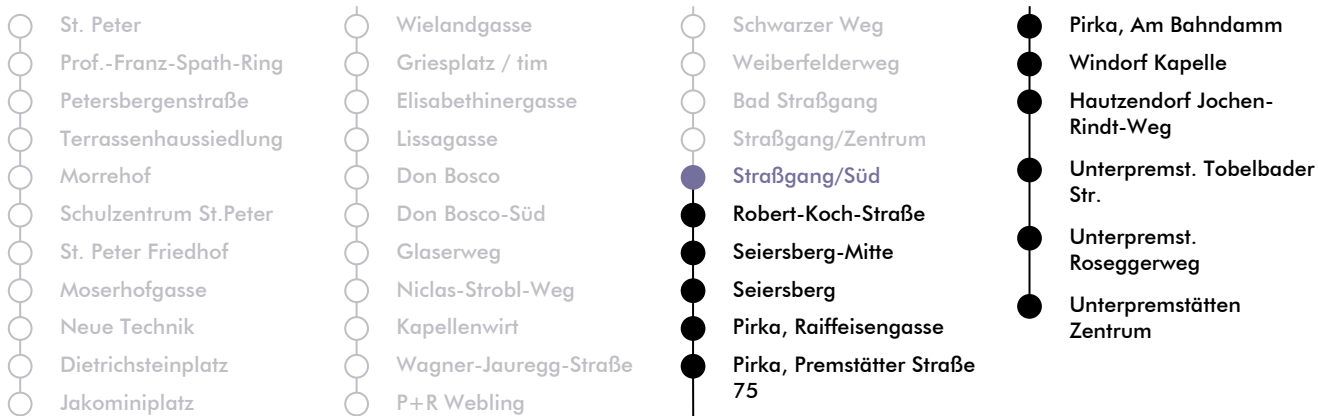 St. Peter
Prof.-Franz-Spath-Ring
Petersbergenstraße
Terrassenhaussiedlung
Morrehof
Schulzentrum St.Peter
St. Peter Friedhof
Moserhofgasse
Neue Technik
Dietrichsteinplatz
Jakominiplatz
Wielandgasse
Griesplatz / tim
Elisabethinergasse
Lissagasse
Don Bosco
Don Bosco-Süd
Glaserweg
Niclas-Strobl-Weg
Kapellenwirt
Wagner-Jauregg-Straße
P+R Webling
Schwarzer Weg
Weiberfelderweg
Bad Straßgang
Straßgang/Zentrum
Straßgang/Süd
Robert-Koch-Straße
Seiersberg-Mitte
Seiersberg
Pirka, Raiffeisengasse
Pirka, Premstätter Straße
75
Pirka, Am Bahndamm
Windorf Kapelle
Hautzendorf Jochen-
Rindt-Weg
Unterpremst. Tobelbader
Str.
Unterpremst.
Roseggerweg
Unterpremstätten
Zentrum